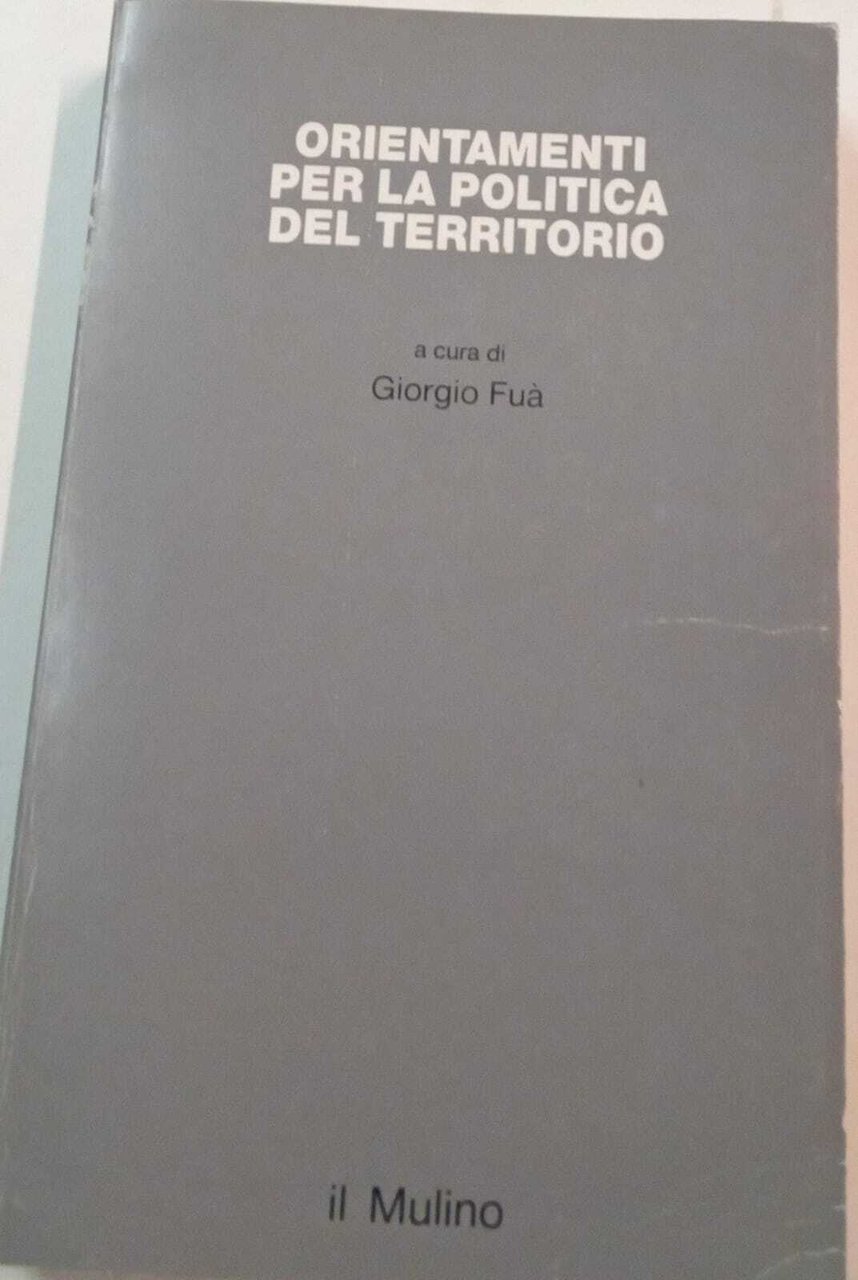 ORIENTAMENTI
PER LA POLITICA
DEL TERRITORIO
a cura di
Giorgio Fuà
il Mulino